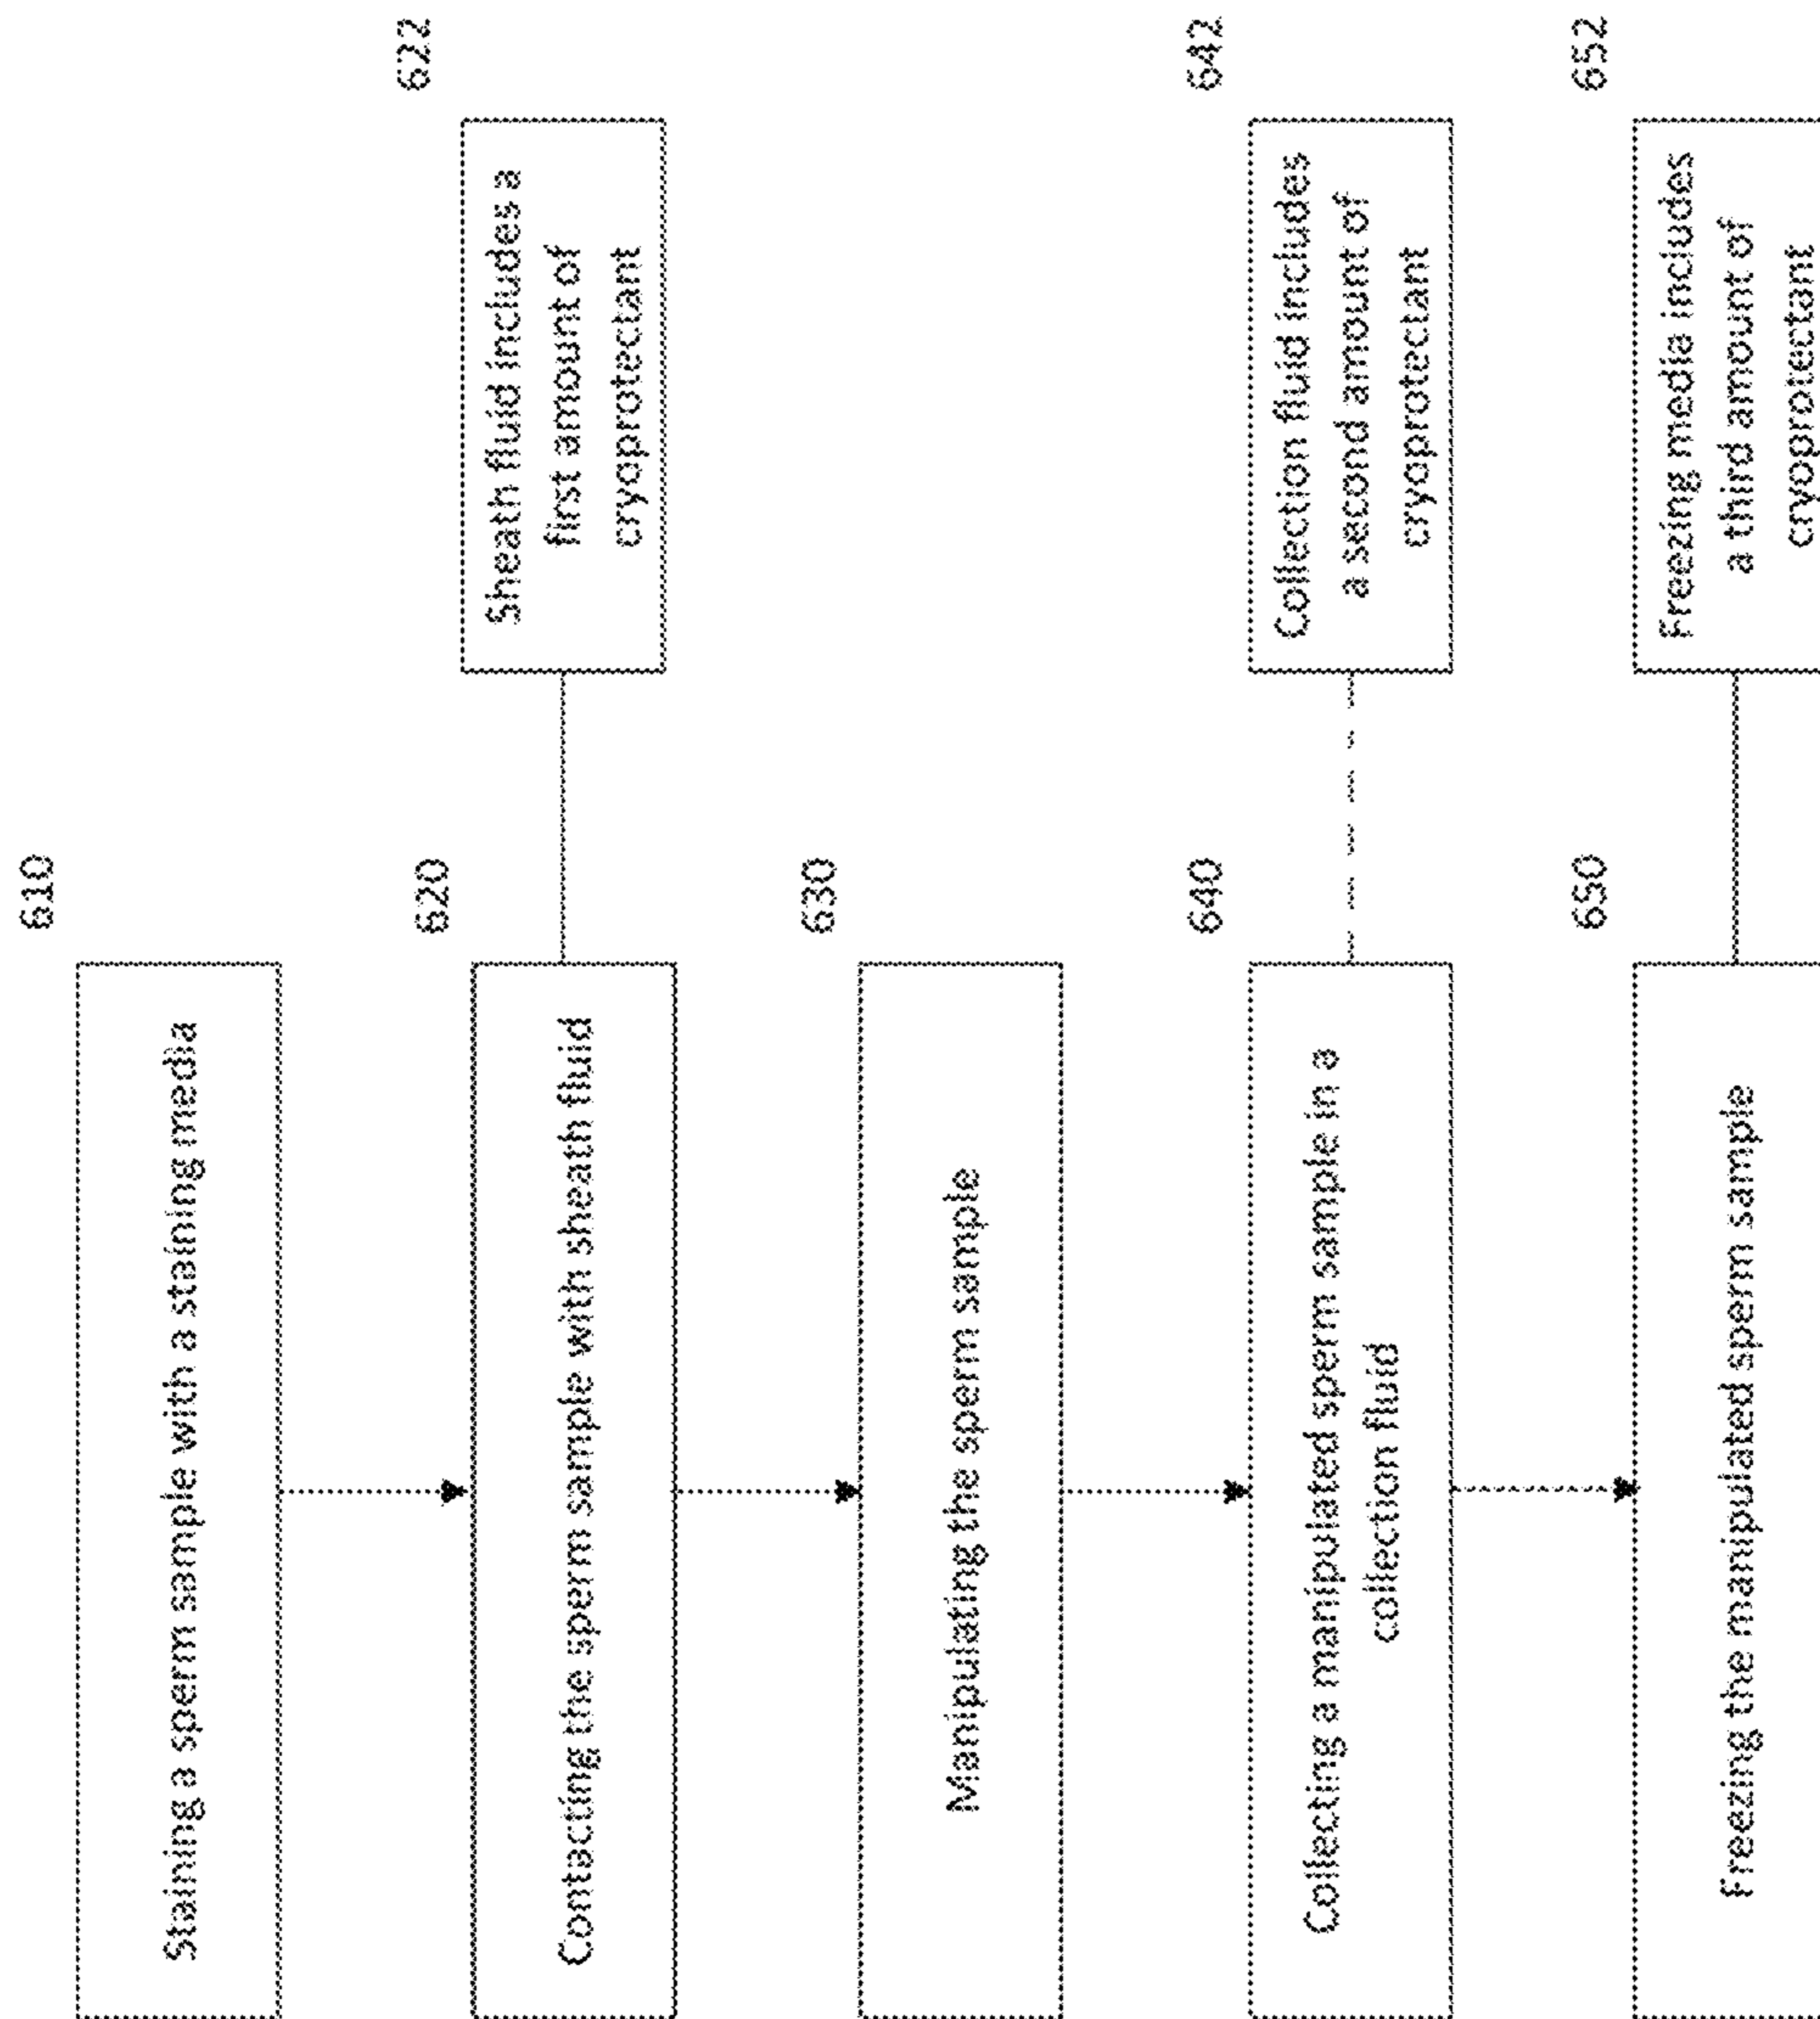 610
Staining a sperm sample with a staining media
620
Contacting the sperm sample with sheath fluid
622
Sheath fluid includes a
first amount of
cryoprotectant
630
Manipulating the sperm sample
640
Collecting a manipulated sperm sample in a
collection fluid
642
Collection fluid includes
a second amount of
cryoprotectant
650
Freezing the manipulated sperm sample
652
Freezing media includes
a third amount of
cryoprotectant